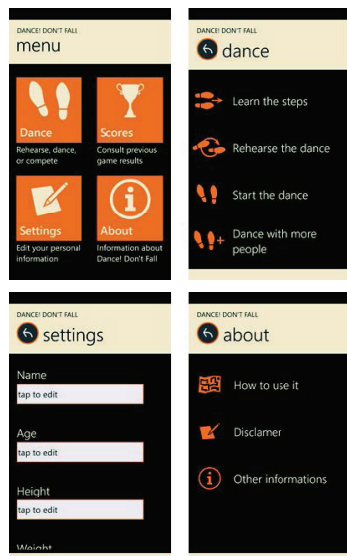 DANCE! DON'T FALL
menu
Dance
Rehearse, dance,
or compete
Scores
Consult previous
game results
Settings
Edit your personal
information
About
Information about
Dance! Don't Fall
DANCE! DON'T FALL
dance
Learn the steps
Rehearse the dance
Start the dance
Dance with more
people
DANCE! DON'T FALL
settings
Name
tap to edit
Age
tap to edit
Height
tap to edit
Weight
DANCE! DON'T FALL
about
How to use it
Disclamer
Other informations